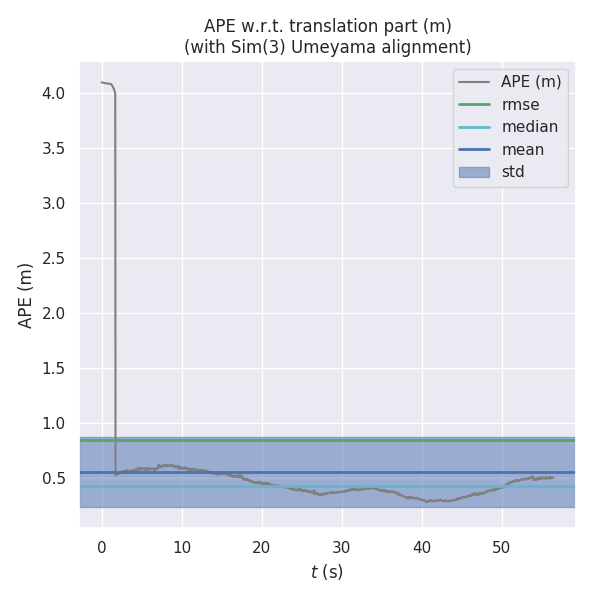 APE w.r.t. translation part (m)
(with Sim(3) Umeyama alignment)
APE (m)
rmse
median
mean
std
4.0
3.5
3.0
2.5
2.0
1.5
1.0
0.5
APE (m)
0 10 20 30 40 50
t (s)